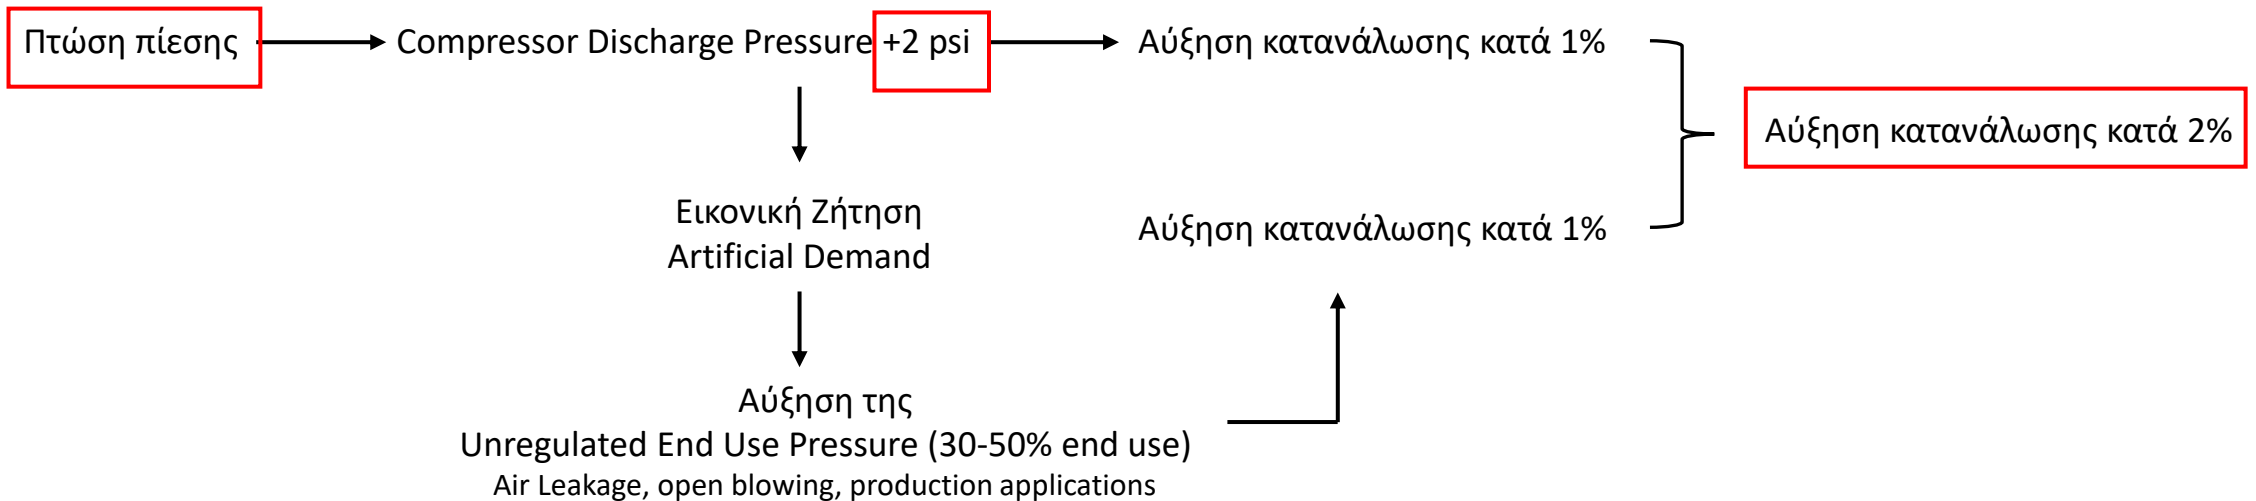 Πτώση πίεσης
Compressor Discharge Pressure +2 psi
Αύξηση κατανάλωσης κατά 1%
Αύξηση κατανάλωσης κατά 2%
Εικονική Ζήτηση
Artificial Demand
Αύξηση κατανάλωσης κατά 1%
Αύξηση της
Unregulated End Use Pressure (30-50% end use)
Air Leakage, open blowing, production applications